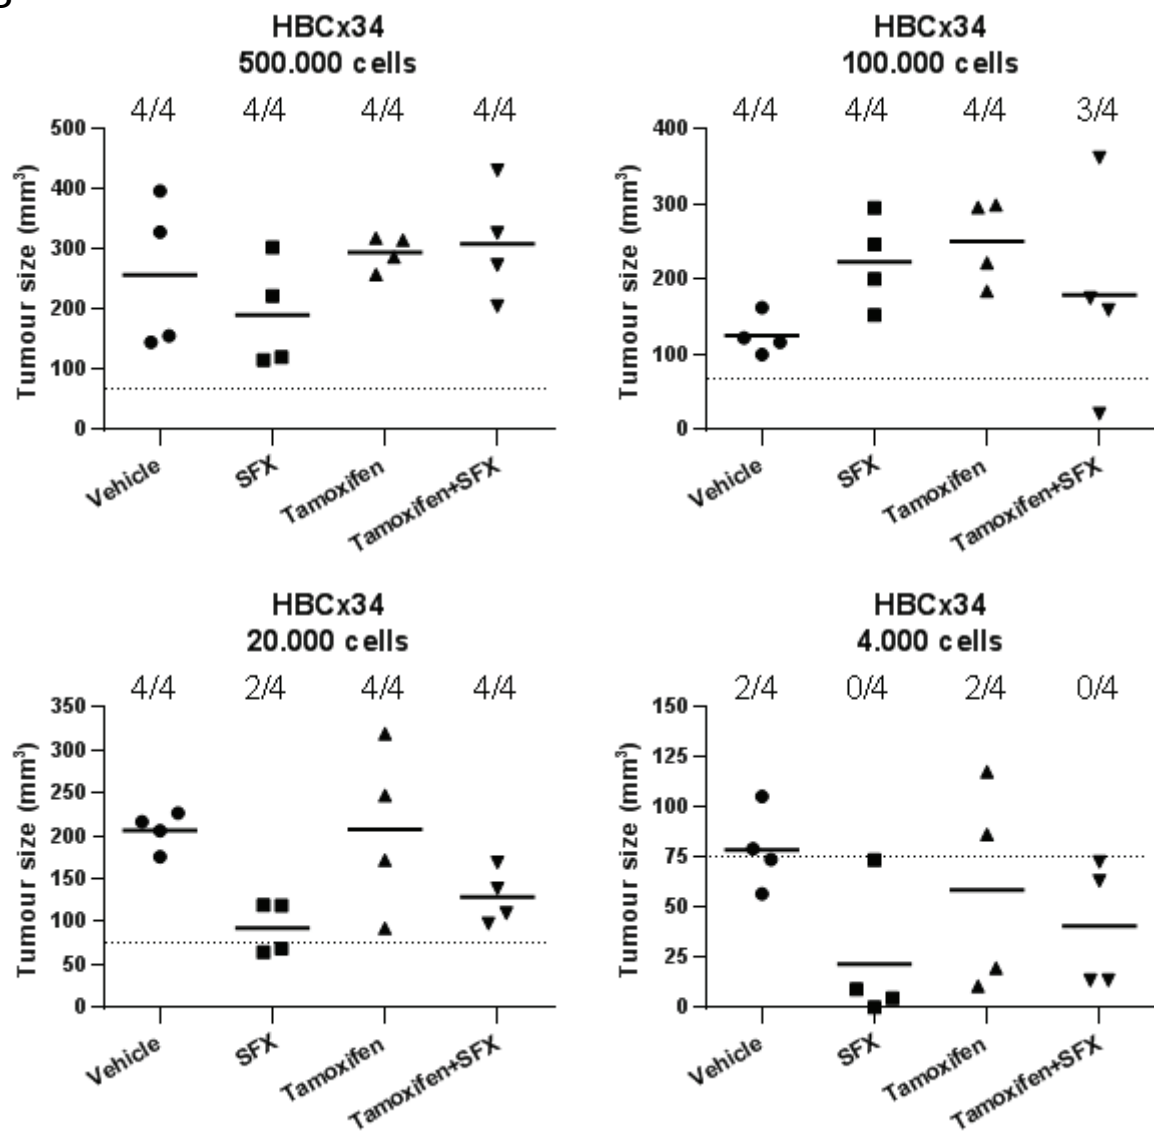 HBCx34
500.000 cells
4/4 4/4 4/4 4/4
Tumour size (mm³)
500
400
300
200
100
0
Vehicle
SFX
Tamoxifen
Tamoxifen+SFX
HBCx34
100.000 cells
4/4 4/4 4/4 3/4
Tumour size (mm³)
400
300
200
100
0
Vehicle
SFX
Tamoxifen
Tamoxifen+SFX
HBCx34
20.000 cells
4/4 2/4 4/4 4/4
Tumour size (mm³)
350
300
250
200
150
100
50
0
Vehicle
SFX
Tamoxifen
Tamoxifen+SFX
HBCx34
4.000 cells
2/4 0/4 2/4 0/4
Tumour size (mm³)
150
125
100
75
50
25
0
Vehicle
SFX
Tamoxifen
Tamoxifen+SFX